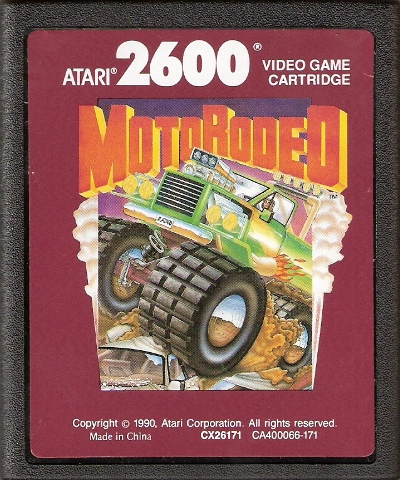 ATARI® 2600® VIDEO GAME
CARTRIDGE
MOTORODEO
TM
Copyright © 1990, Atari Corporation. All rights reserved.
Made in China CX26171 CA400066-171